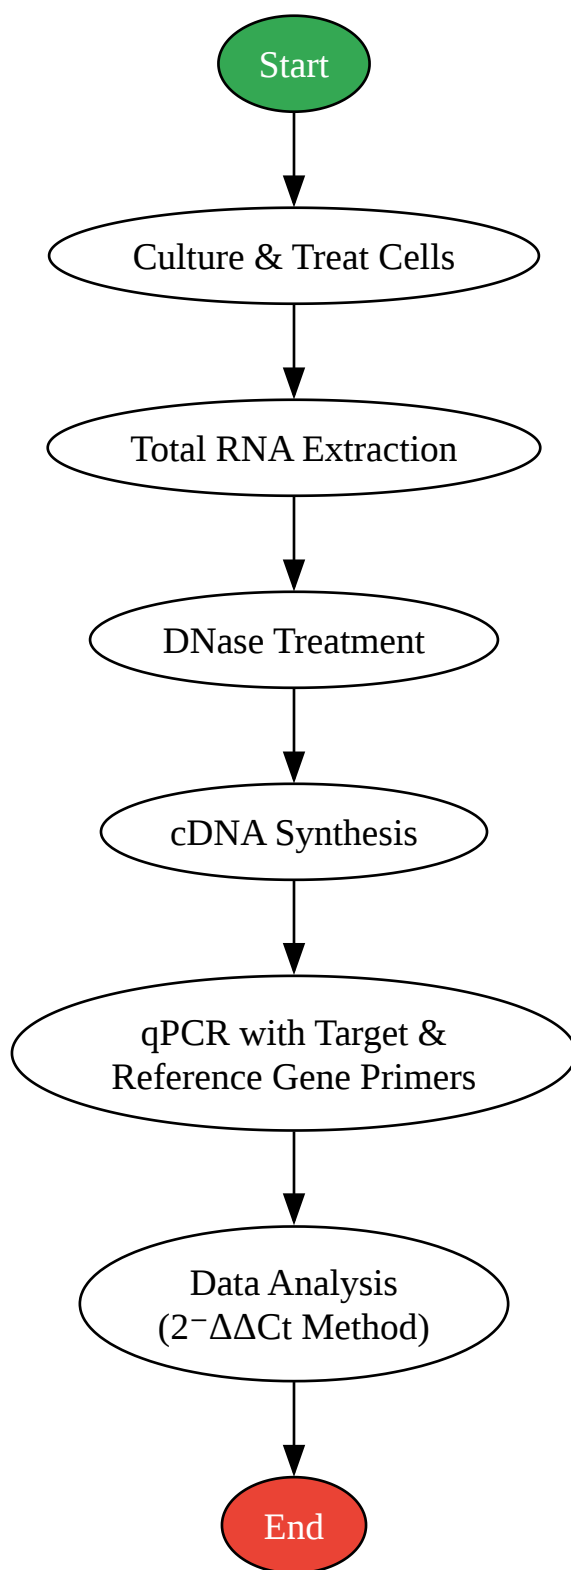 Start
Culture & Treat Cells
Total RNA Extraction
DNase Treatment
cDNA Synthesis
qPCR with Target &
Reference Gene Primers
Data Analysis
(2⁻ΔΔCt Method)
End